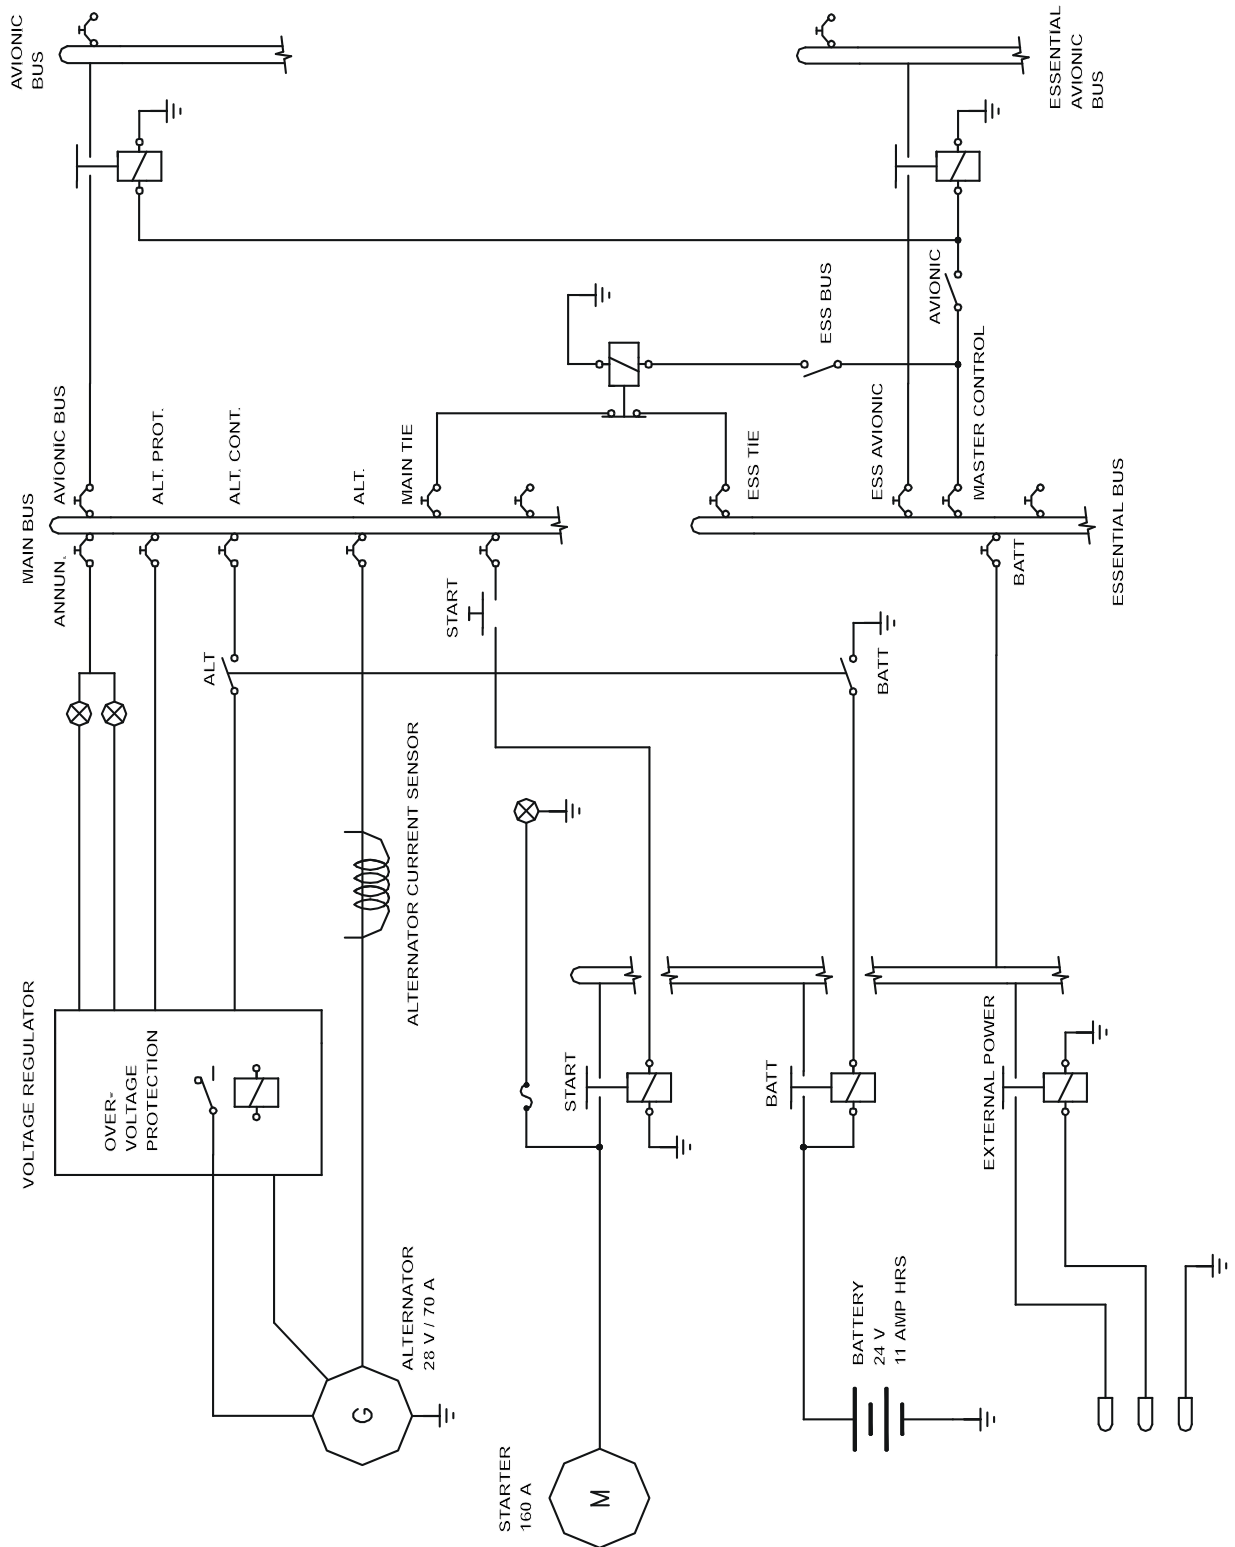 AVIONIC
BUS
ESSENTIAL
AVIONIC
BUS
AVIONIC
ESS BUS
MASTER CONTROL
MAIN BUS
AVIONIC BUS
ALT. PROT.
ALT. CONT.
ALT.
MAIN TIE
ESS TIE
ESS AVIONIC
ESSENTIAL BUS
ANNUN.
START
BATT
ALT
BATT
ALTERNATOR CURRENT SENSOR
VOLTAGE REGULATOR
OVER-
VOLTAGE
PROTECTION
START
BATT
EXTERNAL POWER
ALTERNATOR
28 V / 70 A
G
STARTER
160 A
M
BATTERY
24 V
11 AMP HRS